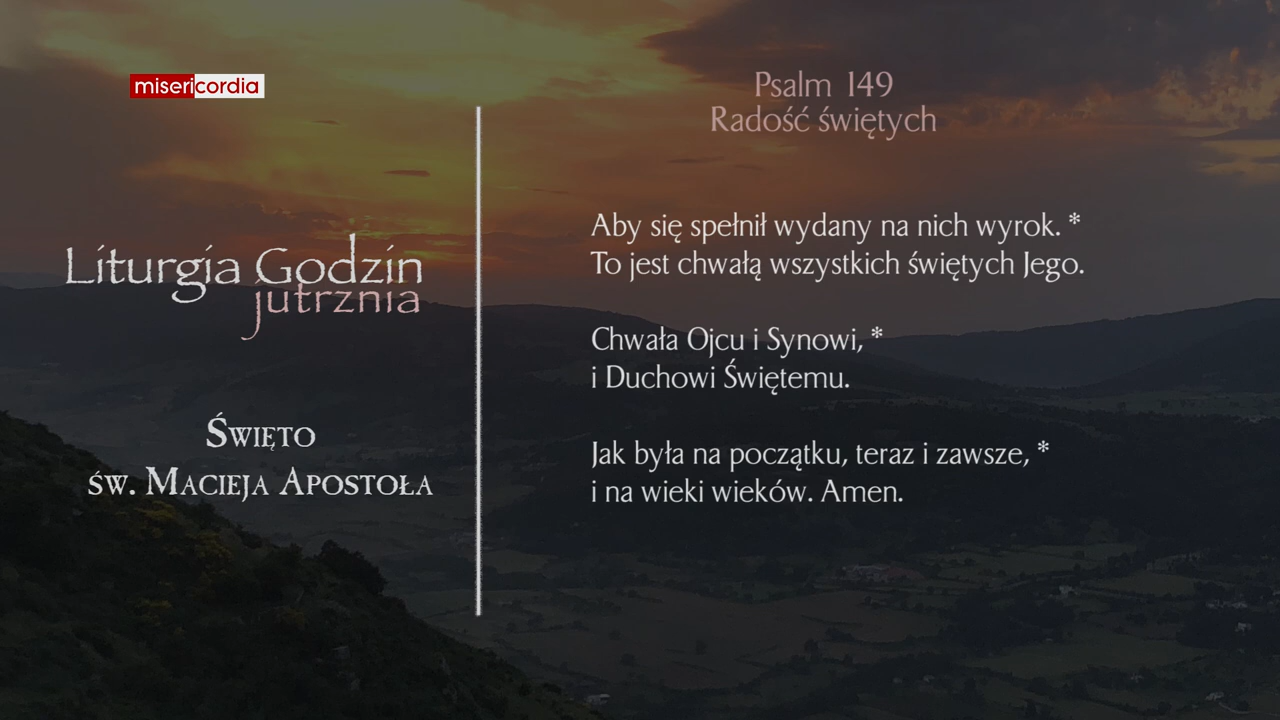 misericordia
Liturgia Godzin
jutrznia
Święto
św. Macieja Apostoła
Psalm 149
Radość świętych
Aby się spełnił wydany na nich wyrok. *
To jest chwałą wszystkich świętych Jego.
Chwała Ojcu i Synowi, *
i Duchowi Świętemu.
Jak była na początku, teraz i zawsze, *
i na wieki wieków. Amen.